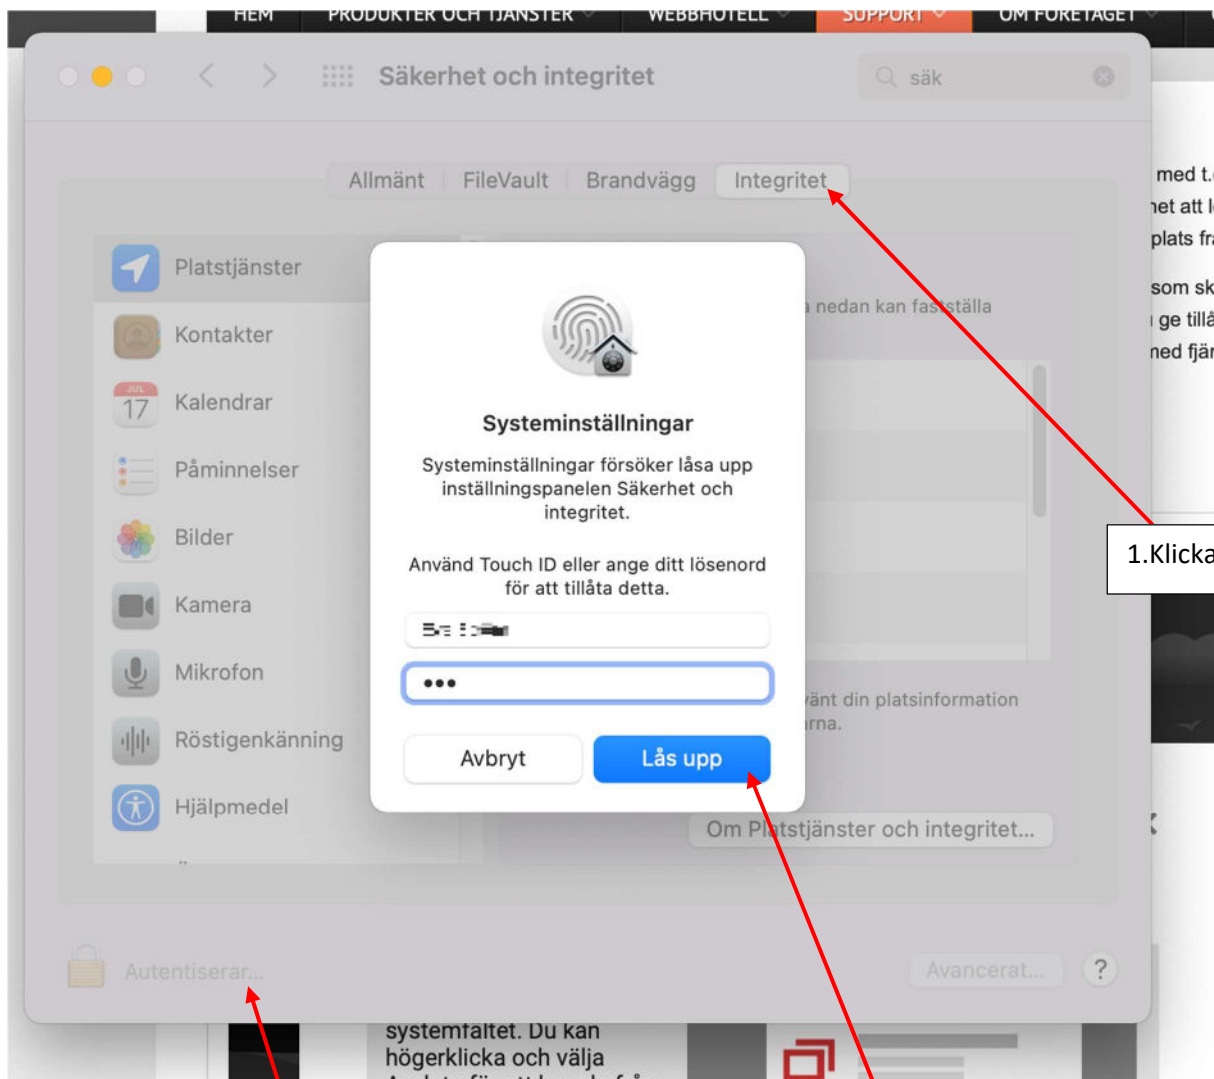 HEM PRODUKTER OCH TJÄNSTER WEBBHOTELL SUPPORT OM FÖRETAGET
Säkerhet och integritet
säk
Allmänt FileVault Brandvägg Integritet
med t.
net att l
plats fr
som sk
ge till
med fjär
Platstjänster
Kontakter
JUL
17
Kalendrar
Påminnelser
Bilder
Kamera
Mikrofon
Röstigenkänning
Hjälpmedel
a nedan kan fastställa
Systeminställningar
Systeminställningar försöker låsa upp
inställningspanelen Säkerhet och
integritet.
Använd Touch ID eller ange ditt lösenord
för att tillåta detta.
•••
Avbryt Lås upp
vänt din platsinformation
rna.
Om Platstjänster och integritet...
1.Klicka
Autentiserar...
Avancerat... ?
systemfältet. Du kan
högerklicka och välja